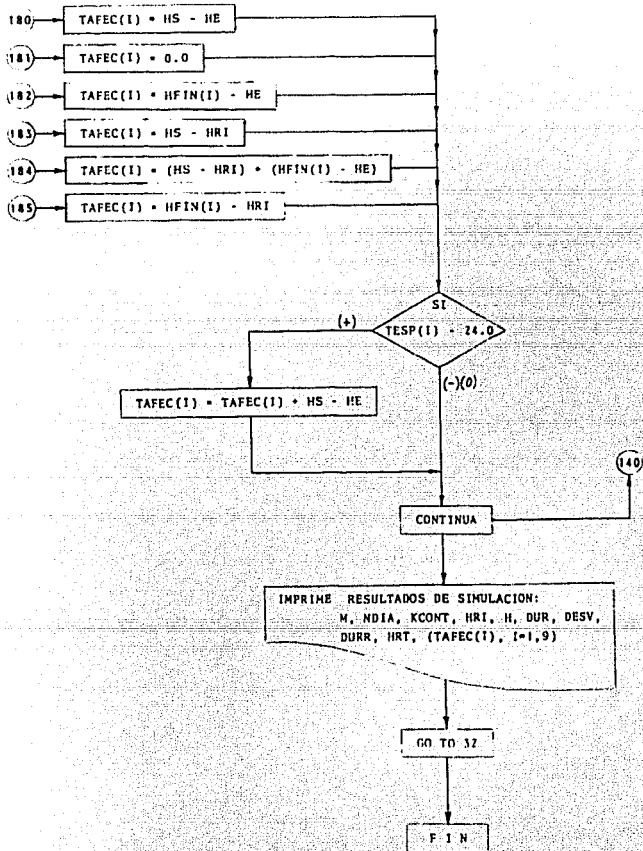 180 TAFEC(I) = HS - HE
181 TAFEC(I) = 0.0
182 TAFEC(I) = HFIN(I) - HE
183 TAFEC(I) = HS - HRI
184 TAFEC(I) = (HS - HRI) + (HFIN(I) - HE)
185 TAFEC(I) = HFIN(I) - HRI
SI
TESP(I) - 24.0
(+)
(-)(0)
TAFEC(I) = TAFEC(I) + HS - HE
140
CONTINUA
IMPRIME RESULTADOS DE SIMULACION:
M, NDIA, KCONT, HRI, H, DUR, DESV,
DURR, HRT, (TAFEC(I), I=1,9)
GO TO 32
F I N